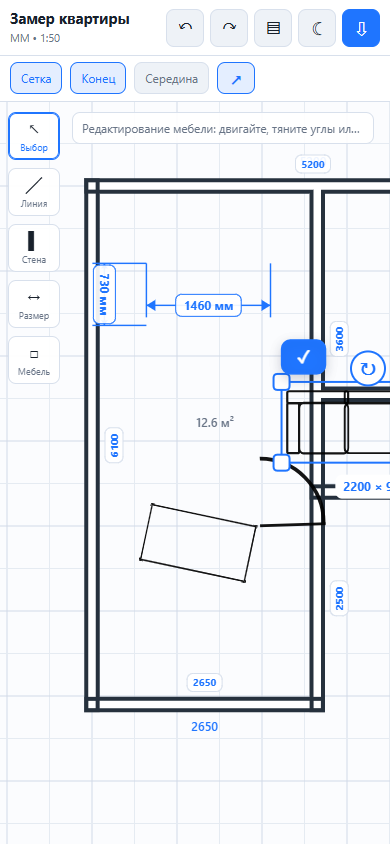 Замер квартиры
ММ • 1:50
Сетка
Конец
Середина
Выбор
Линия
Стена
Размер
Мебель
Редактирование мебели: двигайте, тяните углы ил...
5200
730 мм
1460 мм
3600
12.6 м²
6100
2200 ×
2500
2650
2650